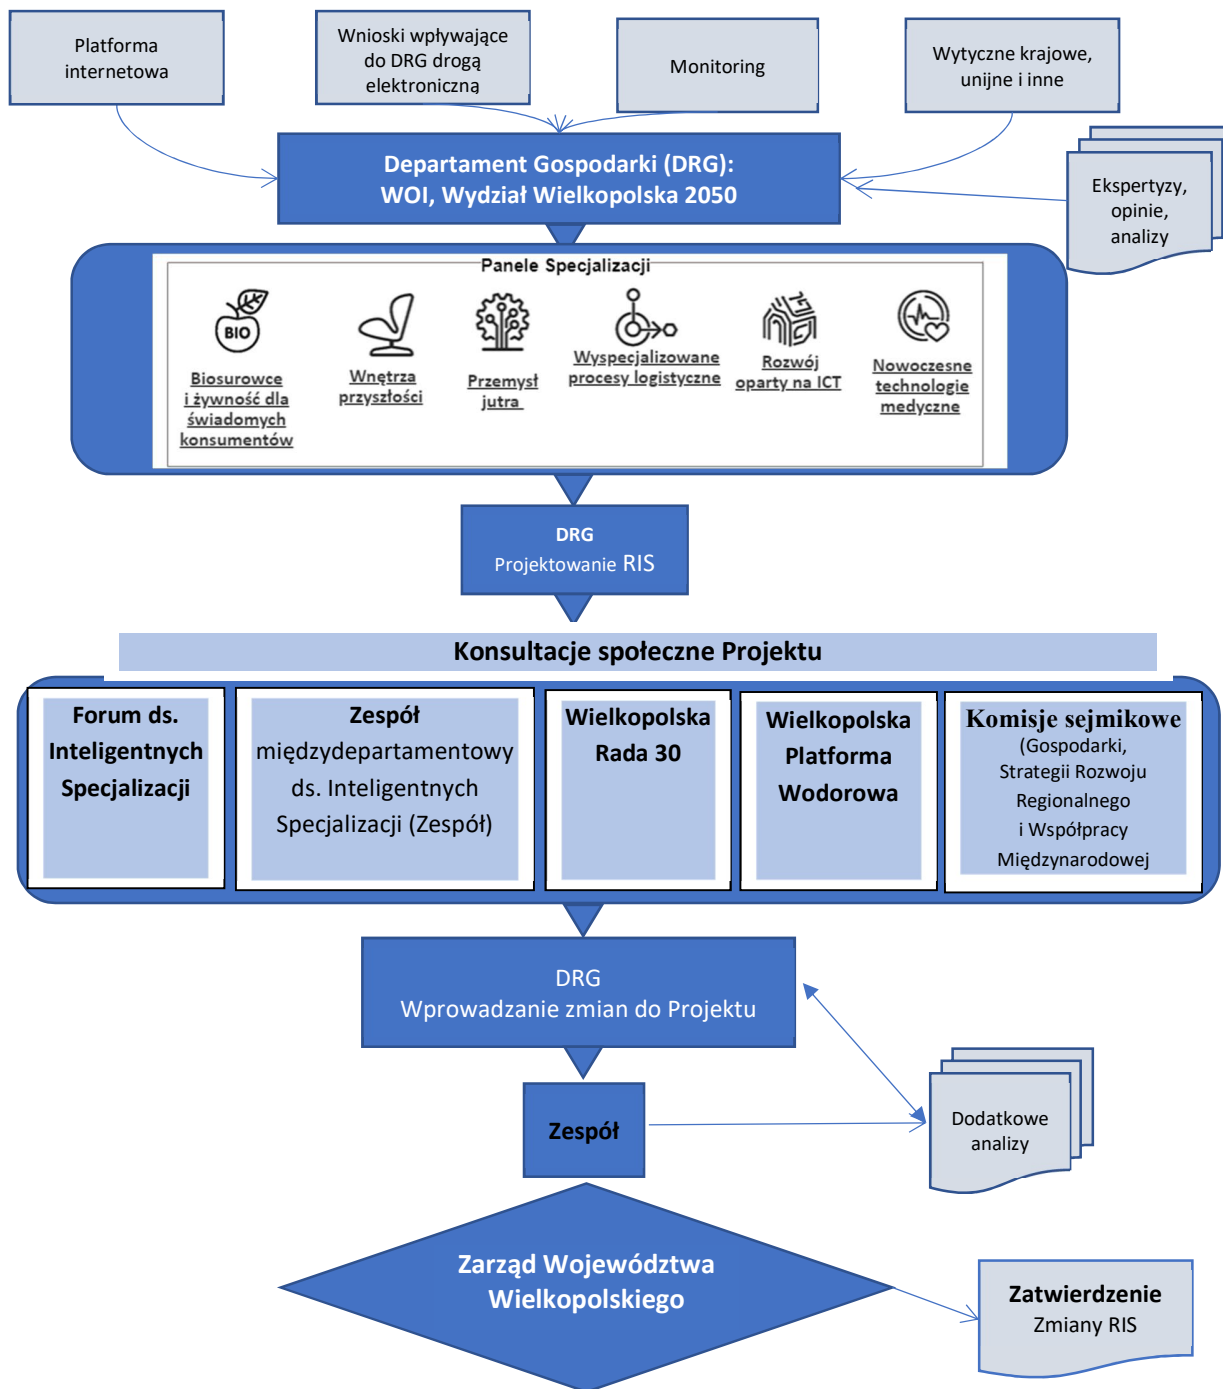 Platforma
internetowa
Wnioski wpływające
do DRG drogą
elektroniczną
Monitoring
Wytyczne krajowe,
unijne i inne
Departament Gospodarki (DRG):
WOI, Wydział Wielkopolska 2050
Ekspertyzy,
opinie,
analizy
Panele Specjalizacji
BIO
Biosurowce
i żywność dla
świadomych
konsumentów
Wnętrza
przyszłości
Przemysł
jutra
Wyspecjalizowane
procesy logistyczne
Rozwój
oparty na ICT
Nowoczesne
technologie
medyczne
DRG
Projektowanie RIS
Konsultacje społeczne Projektu
Forum ds.
Inteligentnych
Specjalizacji
Zespół
międzydepartamentowy
ds. Inteligentnych
Specjalizacji (Zespół)
Wielkopolska
Rada 30
Wielkopolska
Platforma
Wodorowa
Komisje sejmikowe
(Gospodarki,
Strategii Rozwoju
Regionalnego
i Współpracy
Międzynarodowej
DRG
Wprowadzanie zmian do Projektu
Zespół
Dodatkowe
analizy
Zarząd Województwa
Wielkopolskiego
Zatwierdzenie
Zmiany RIS